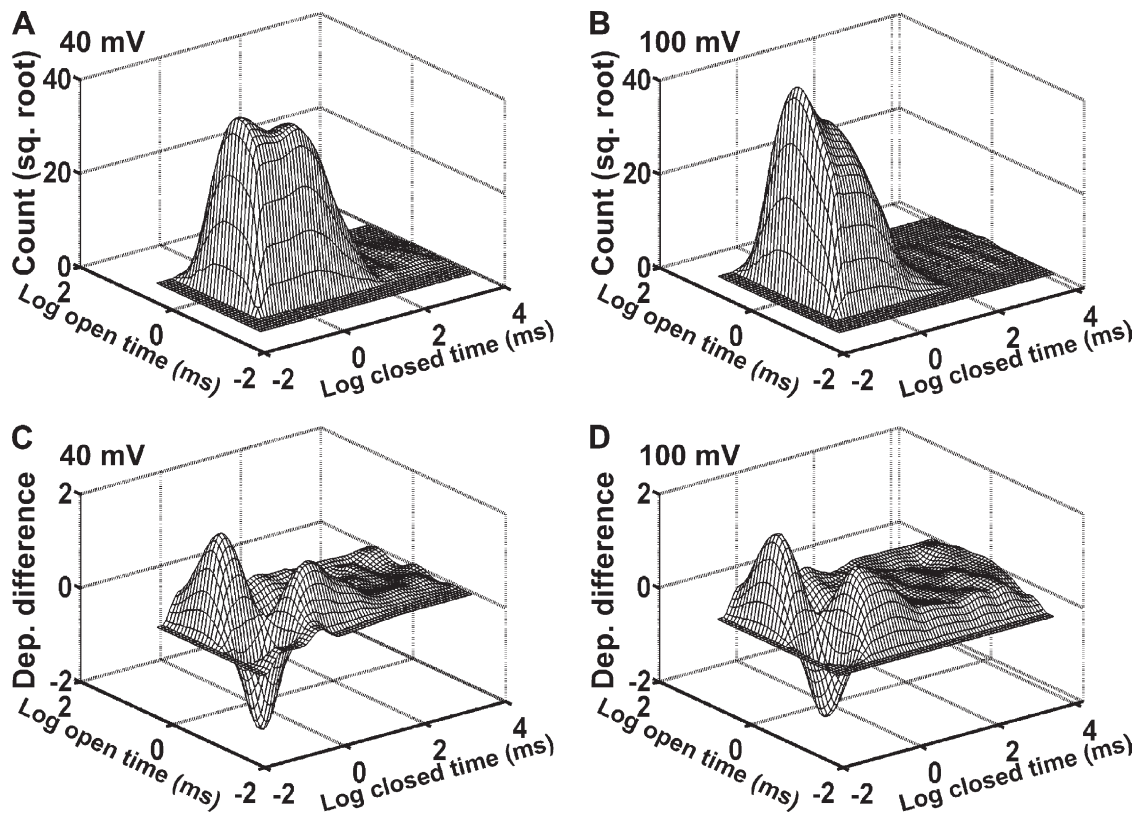 A
40 mV
Count (sq. root)
40
20
0
2
0
-2
Log open time (ms)
-2
0
2
4
Log closed time (ms)
B
100 mV
Count (sq. root)
40
20
0
2
0
-2
Log open time (ms)
-2
0
2
4
Log closed time (ms)
C
40 mV
Dep. difference
2
0
-2
2
0
-2
Log open time (ms)
-2
0
2
4
Log closed time (ms)
D
100 mV
Dep. difference
2
0
-2
2
0
-2
Log open time (ms)
-2
0
2
4
Log closed time (ms)